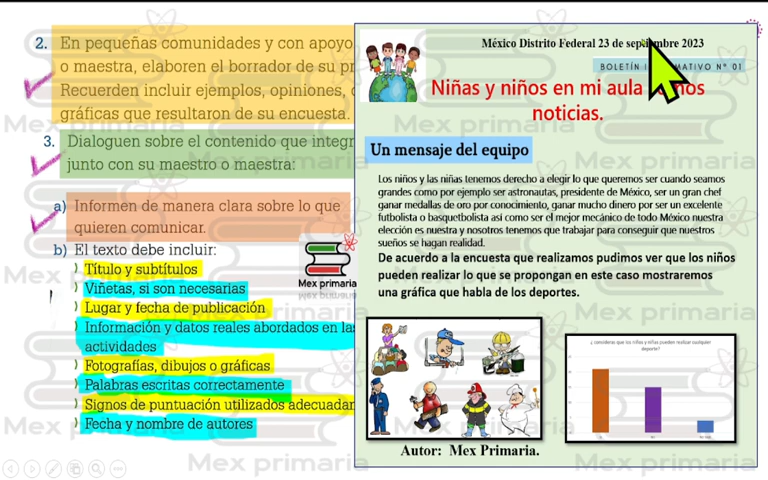 2. En pequeñas comunidades y con apoyo
o maestra, elaboren el borrador de su pr
Recuerden incluir ejemplos, opiniones,
gráficas que resultaron de su encuesta.
3. Dialoguen sobre el contenido que integr
junto con su maestro o maestra:
a) Informen de manera clara sobre lo que
quieren comunicar.
b) El texto debe incluir:
Título y subtítulos
Viñetas, si son necesarias
Lugar y fecha de publicación
Información y datos reales abordados en las
actividades
Fotografías, dibujos o gráficas
Palabras escritas correctamente
Signos de puntuación utilizados adecuadar
Fecha y nombre de autores
Mex primaria
México Distrito Federal 23 de septiembre 2023
BOLETÍN MATIVO N° 01
Niñas y niños en mi aula
noticias.
Un mensaje del equipo
Los niños y las niñas tenemos derecho a elegir lo que queremos ser cuando seamos
grandes como por ejemplo ser astronautas, presidente de México, ser un gran chef
ganar medallas de oro por conocimiento, ganar mucho dinero por ser un excelente
futbolista o basquetbolista así como ser el mejor mecánico de todo México nuestra
elección es nuestra y nosotros tenemos que trabajar para conseguir que nuestros
sueños se hagan realidad.
De acuerdo a la encuesta que realizamos pudimos ver que los niños
pueden realizar lo que se propongan en este caso mostraremos
una gráfica que habla de los deportes.
¿ consideras que los niños y niñas pueden realizar cualquier
deporte?
Autor: Mex Primaria.